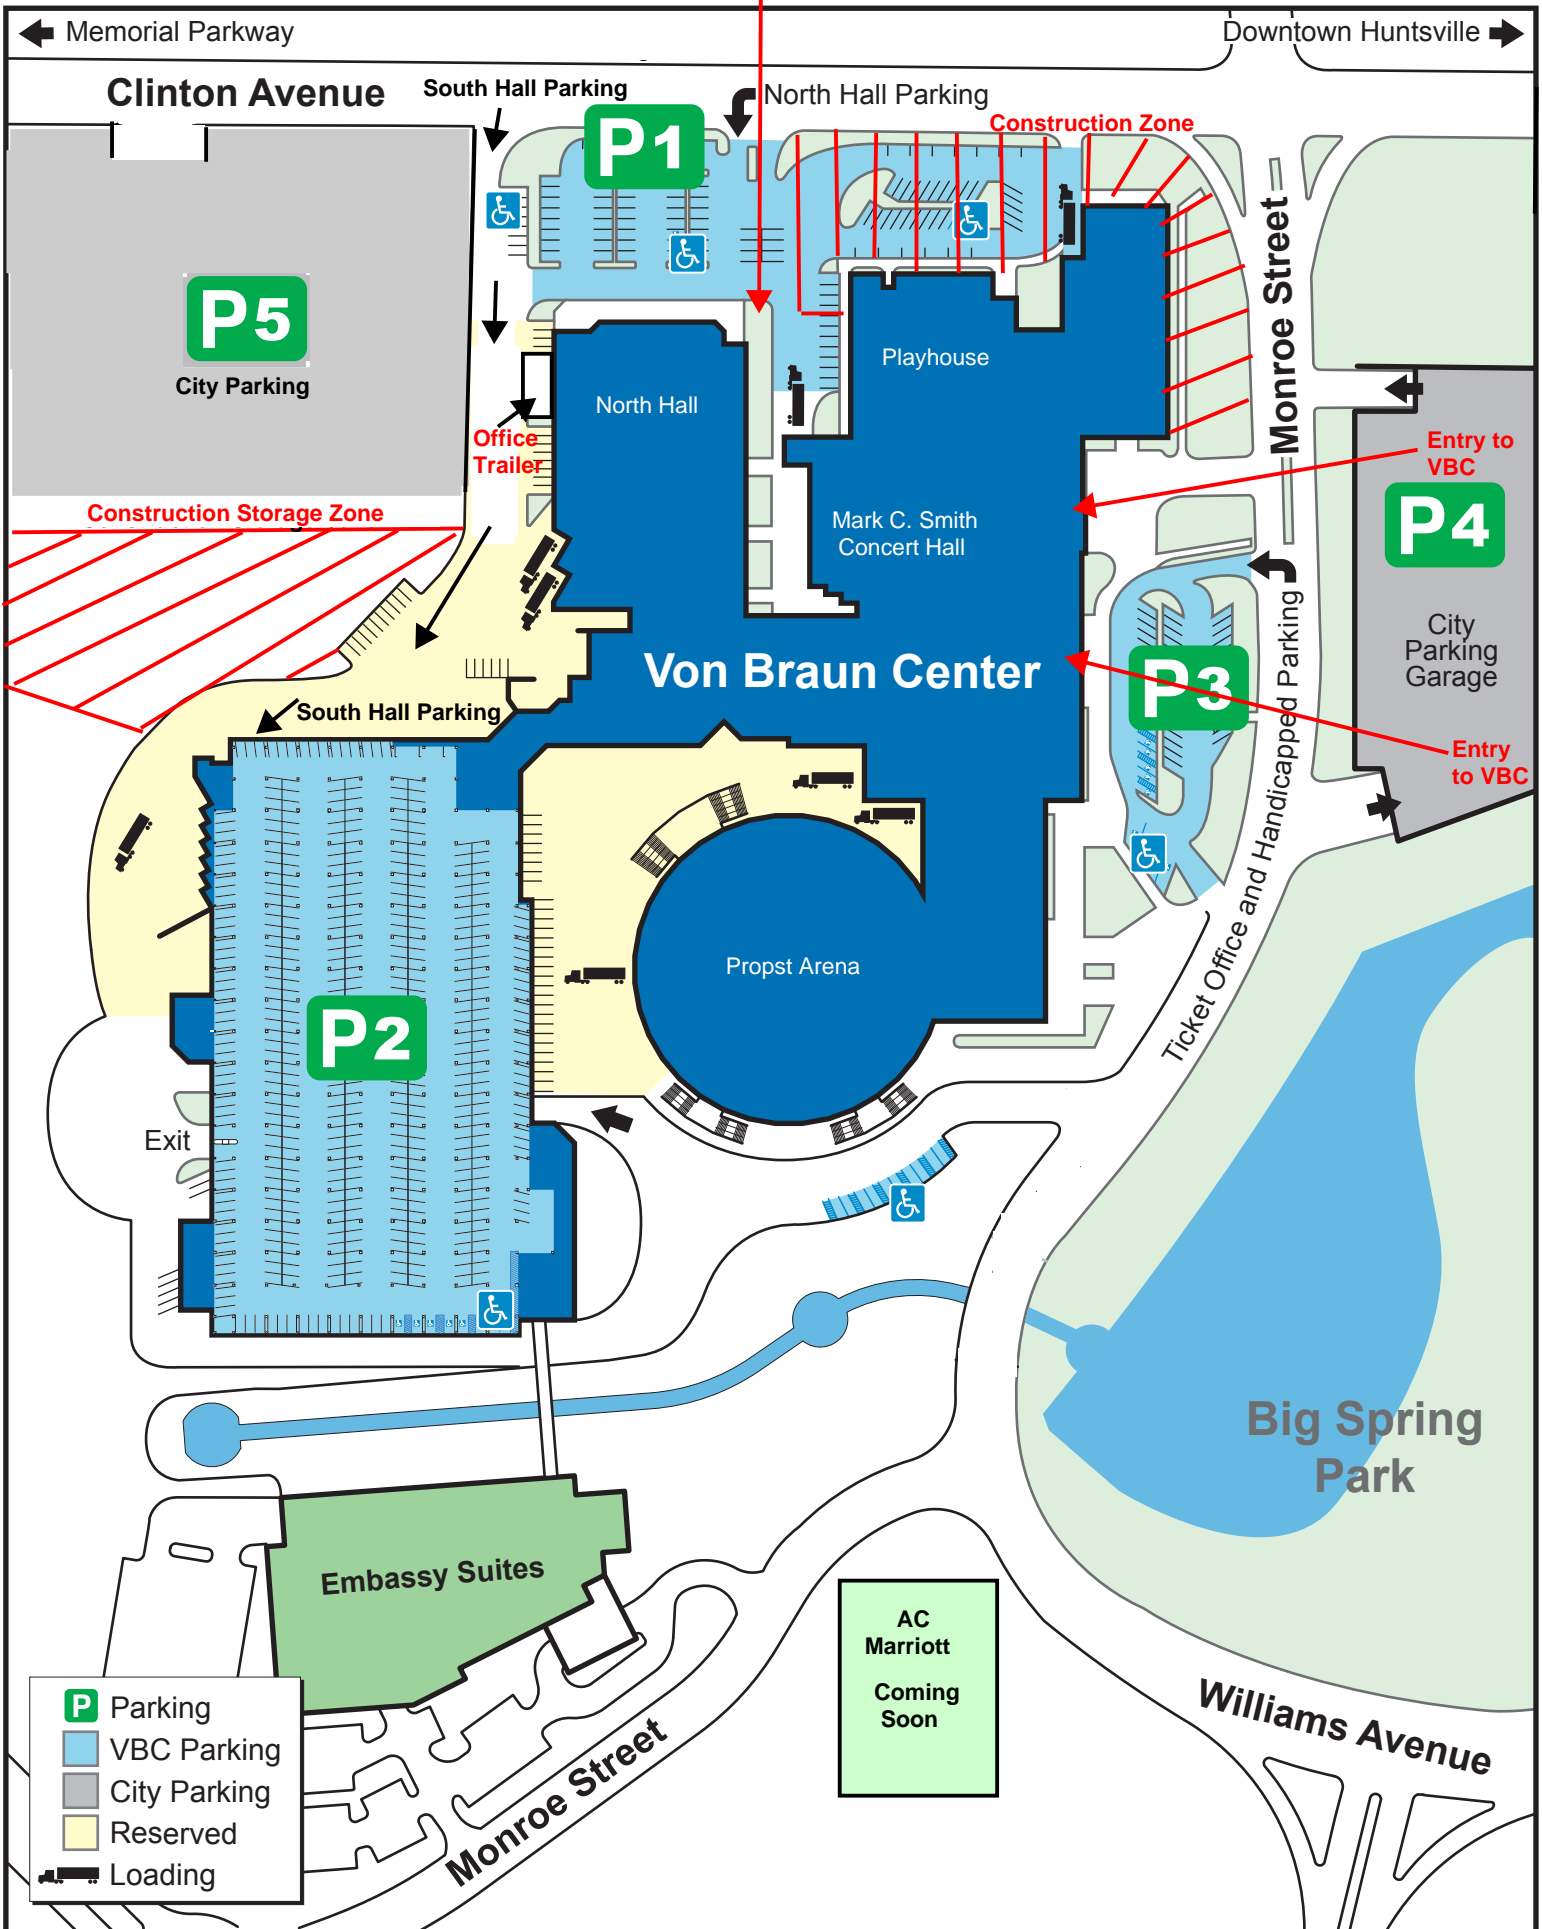 Memorial Parkway
Downtown Huntsville
Clinton Avenue
South Hall Parking
North Hall Parking
P1
Construction Zone
P5
City Parking
Monroe Street
Playhouse
North Hall
Office
Trailer
Entry to
VBC
Construction Storage Zone
Mark C. Smith
Concert Hall
P4
City
Parking
Garage
Von Braun Center
P3
Ticket Office and Handicapped Parking
South Hall Parking
Entry
to VBC
Propst Arena
P2
Exit
Big Spring
Park
Embassy Suites
AC
Marriott
Coming
Soon
Williams Avenue
Monroe Street
P Parking
VBC Parking
City Parking
Reserved
Loading